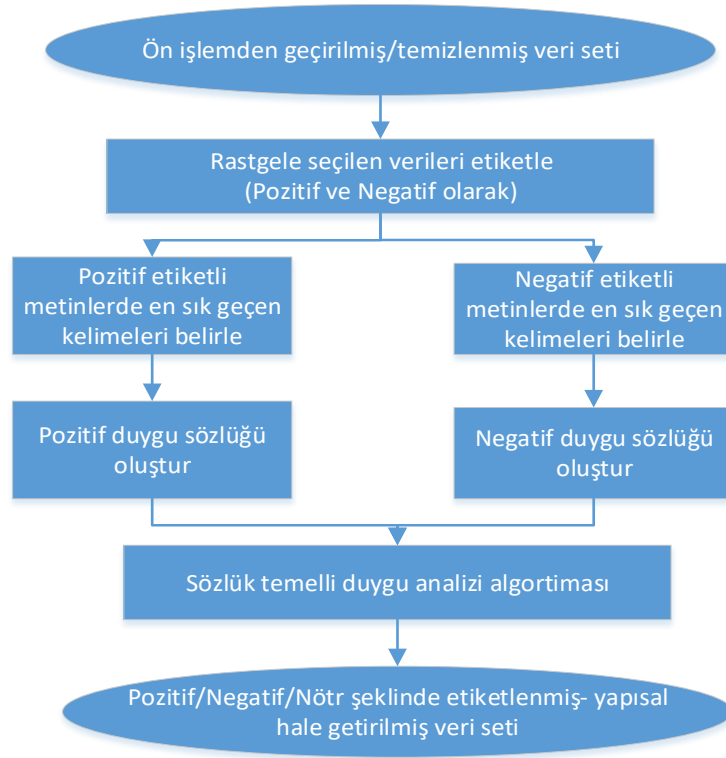 Ön işlemden geçirilmiş/temizlenmiş veri seti
Rastgele seçilen verileri etiketle
(Pozitif ve Negatif olarak)
Pozitif etiketli
metinlerde en sık geçen
kelimeleri belirle
Negatif etiketli
metinlerde en sık geçen
kelimeleri belirle
Pozitif duygu sözlüğü
oluştur
Negatif duygu sözlüğü
oluştur
Sözlük temelli duygu analizi algortiması
Pozitif/Negatif/Nötr şeklinde etiketlenmiş- yapısal
hale getirilmiş veri seti